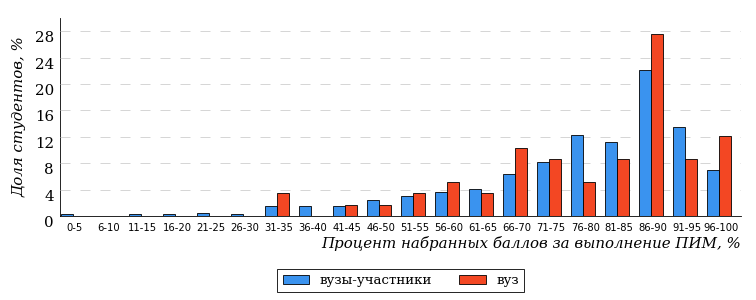 Доля студентов, %
28
24
20
16
12
8
4
0
0-5 6-10 11-15 16-20 21-25 26-30 31-35 36-40 41-45 46-50 51-55 56-60 61-65 66-70 71-75 76-80 81-85 86-90 91-95 96-100
Процент набранных баллов за выполнение ПИМ, %
вузы-участники вуз